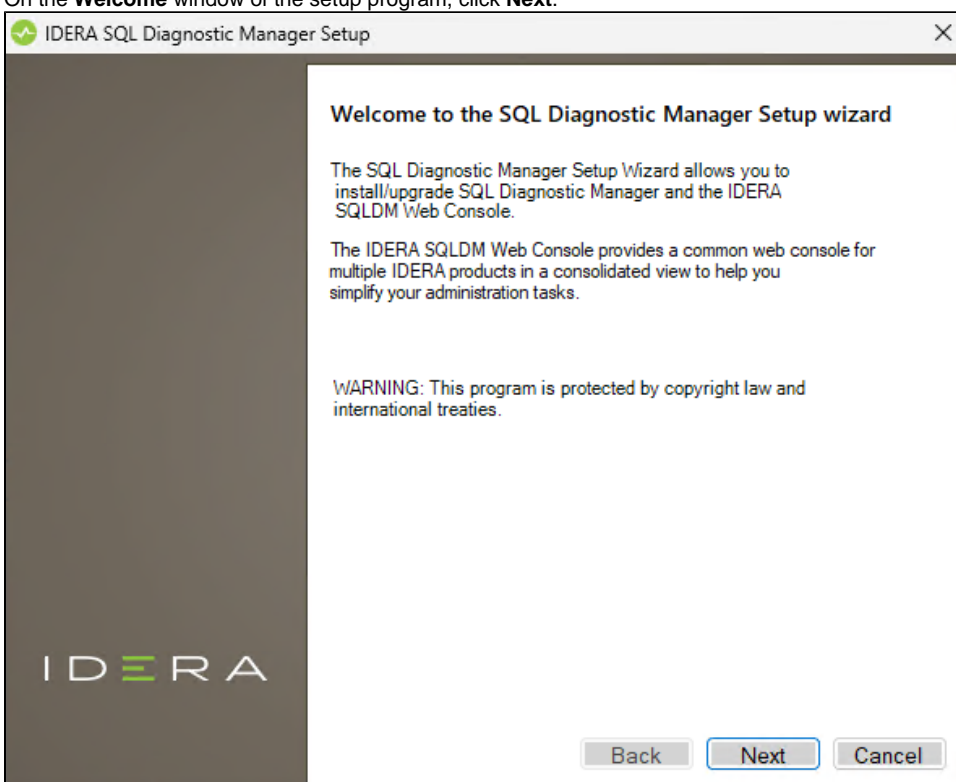 On the Welcome window of the setup program, click Next.
IDERA SQL Diagnostic Manager Setup
Welcome to the SQL Diagnostic Manager Setup wizard
The SQL Diagnostic Manager Setup Wizard allows you to
install/upgrade SQL Diagnostic Manager and the IDERA
SQLDM Web Console.
The IDERA SQLDM Web Console provides a common web console for
multiple IDERA products in a consolidated view to help you
simplify your administration tasks.
WARNING: This program is protected by copyright law and
international treaties.
IDERA
Back Next Cancel